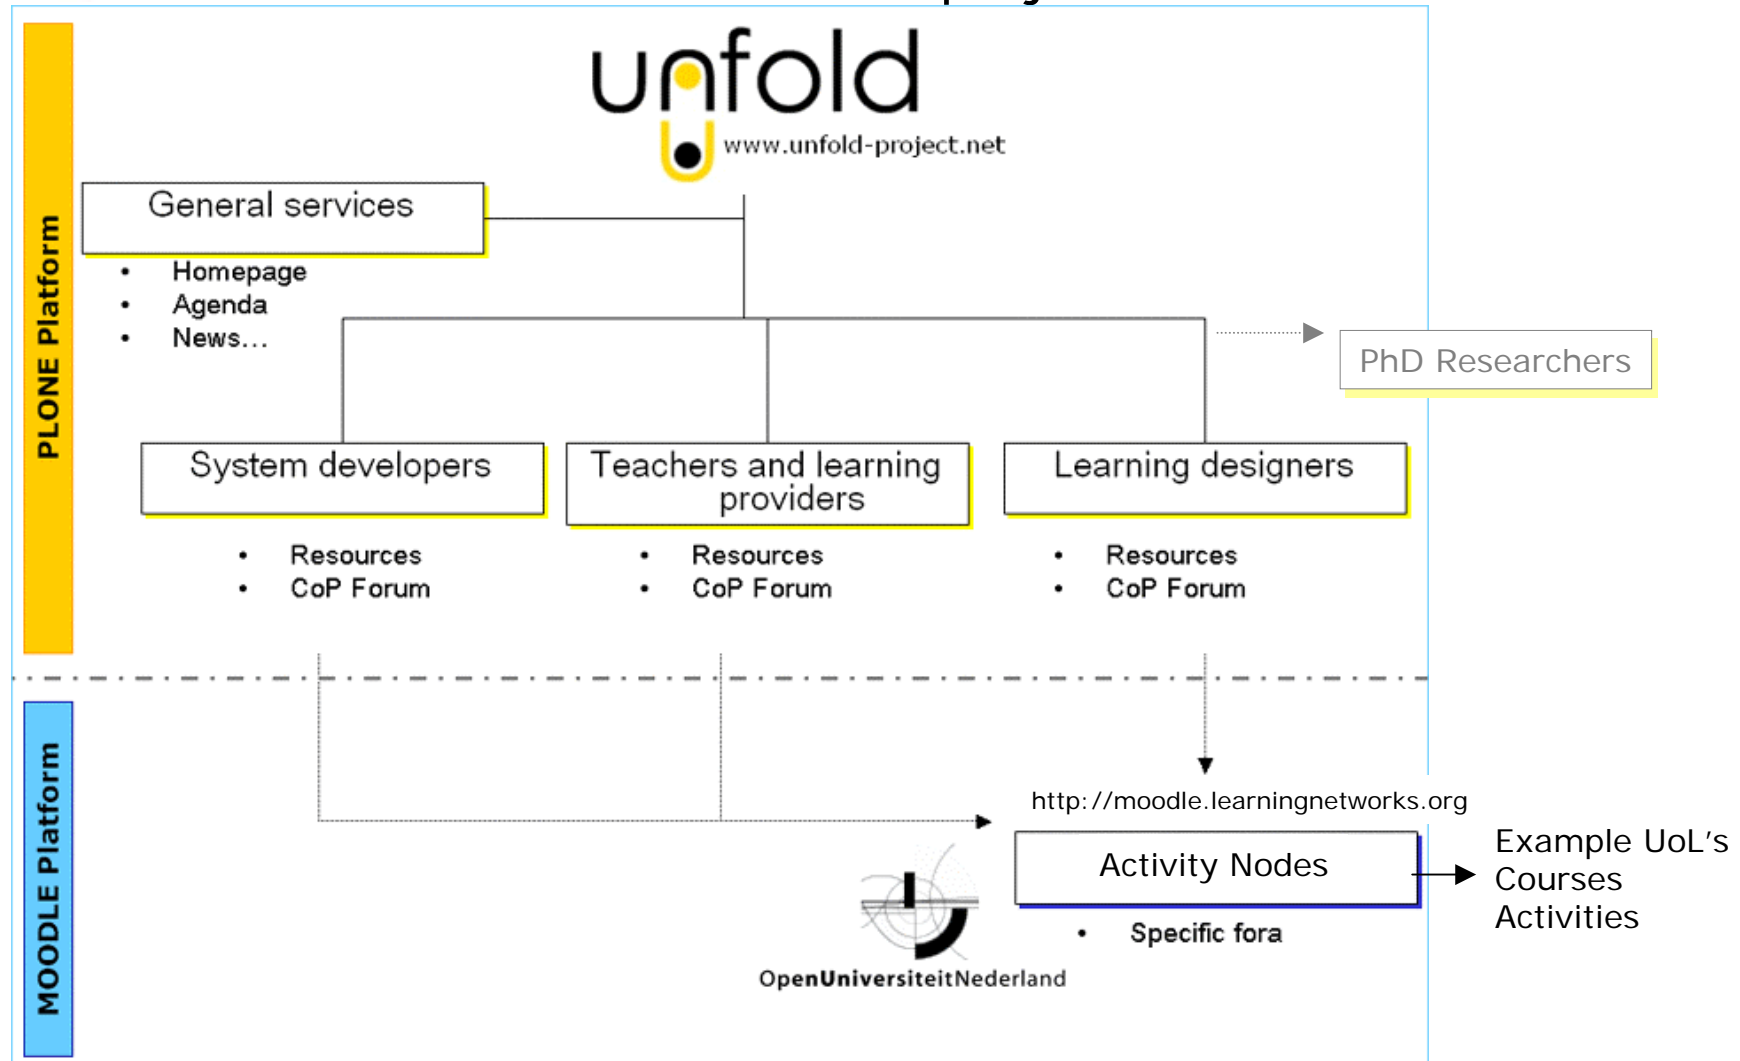 unfold
www.unfold-project.net
PLONE Platform
General services
• Homepage
• Agenda
• News...
PhD Researchers
System developers
• Resources
• CoP Forum
Teachers and learning
providers
• Resources
• CoP Forum
Learning designers
• Resources
• CoP Forum
MOODLE Platform
http://moodle.learningnetworks.org
Activity Nodes
• Specific fora
Example UoL’s
Courses
Activities
OpenUniversiteitNederland